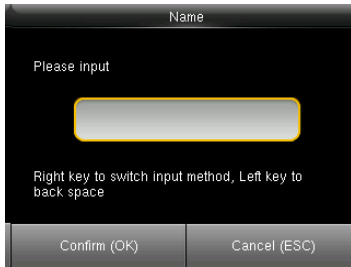 Name
Please input
Right key to switch input method, Left key to
back space
Confirm (OK)
Cancel (ESC)